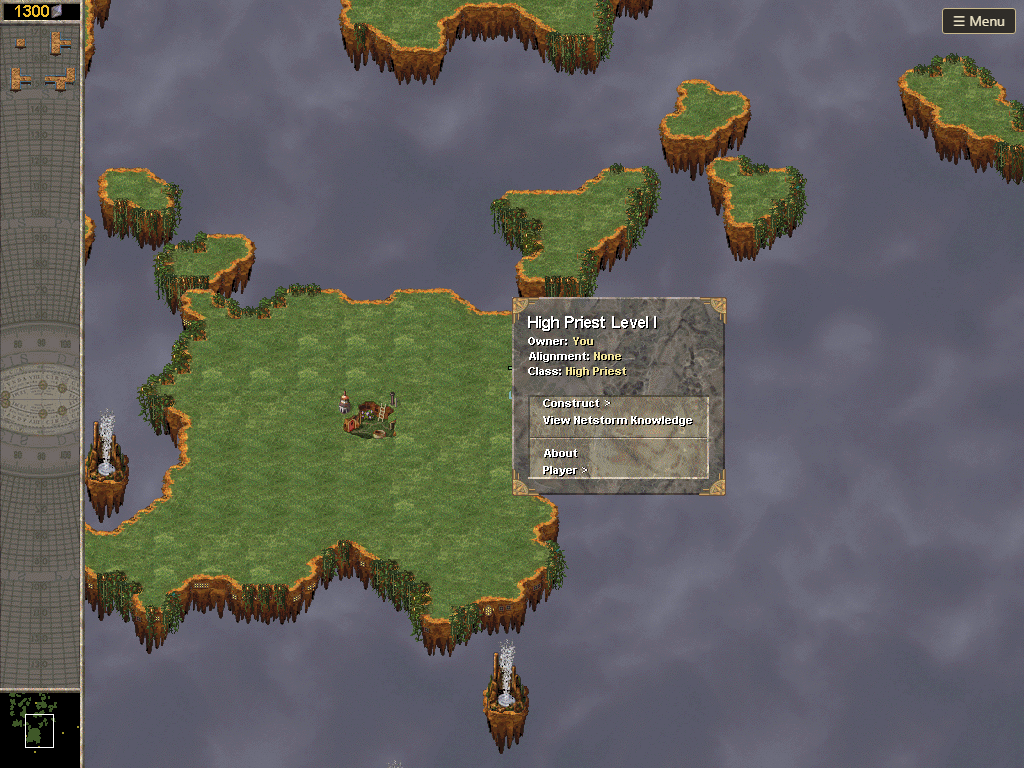 1300
☰ Menu
High Priest Level I
Owner: You
Alignment: None
Class: High Priest
Construct >
View Netstorm Knowledge
About
Player >